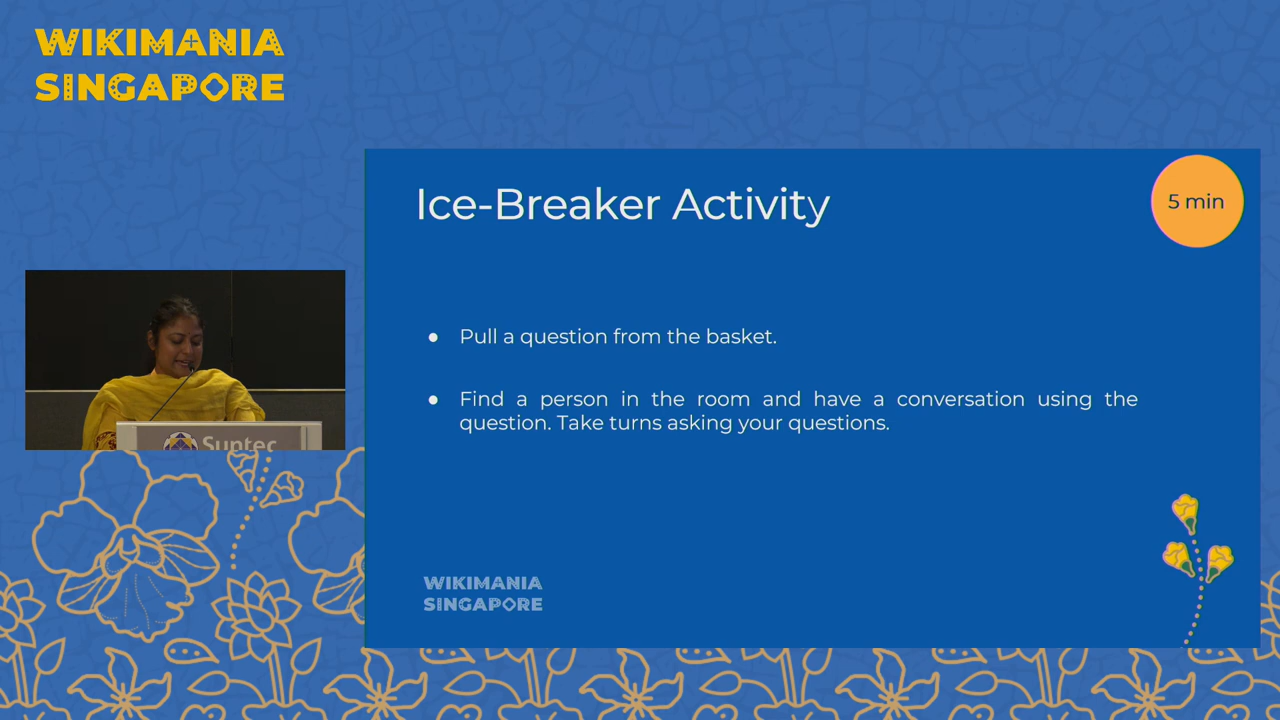 WIKIMANIA
SINGAPORE
Ice-Breaker Activity
5 min
● Pull a question from the basket.
● Find a person in the room and have a conversation using the
question. Take turns asking your questions.
Suntec
WIKIMANIA
SINGAPORE